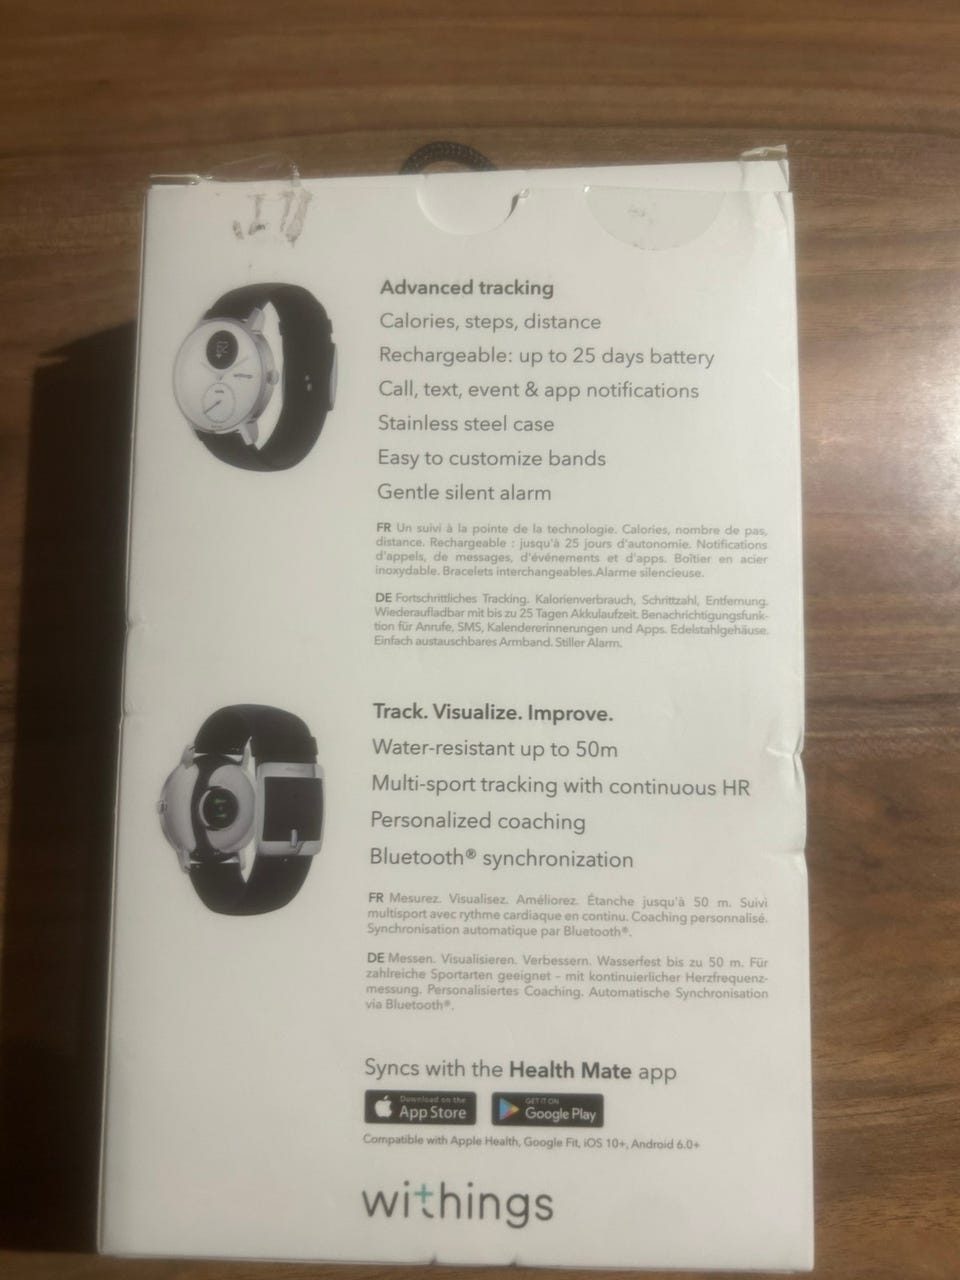 Advanced tracking
Calories, steps, distance
Rechargeable: up to 25 days battery
Call, text, event & app notifications
Stainless steel case
Easy to customize bands
Gentle silent alarm
FR Un suivi à la pointe de la technologie. Calories, nombre de pas,
distance. Rechargeable : jusqu'à 25 jours d'autonomie. Notifications
d'appels, de messages, d'événements et d'apps. Boîtier en acier
inoxydable. Bracelets interchangeables.Alarme silencieuse.
DE Fortschrittliches Tracking. Kalorienverbrauch, Schrittzahl, Entfernung.
Wiederaufladbar mit bis zu 25 Tagen Akkulaufzeit. Benachrichtigungsfunk-
tion für Anrufe, SMS, Kalendererinnerungen und Apps. Edelstahlgehäuse.
Einfach austauschbares Armband. Stiller Alarm.
Track. Visualize. Improve.
Water-resistant up to 50m
Multi-sport tracking with continuous HR
Personalized coaching
Bluetooth® synchronization
FR Mesurez. Visualisez. Améliorez. Étanche jusqu'à 50 m. Suivi
multisport avec rythme cardiaque en continu. Coaching personnalisé.
Synchronisation automatique par Bluetooth®.
DE Messen. Visualisieren. Verbessern. Wasserfest bis zu 50 m. Für
zahlreiche Sportarten geeignet - mit kontinuierlicher Herzfrequenz-
messung. Personalisiertes Coaching. Automatische Synchronisation
via Bluetooth®.
Syncs with the Health Mate app
Download on the
App Store
GET IT ON
Google Play
Compatible with Apple Health, Google Fit, iOS 10+, Android 6.0+
withings